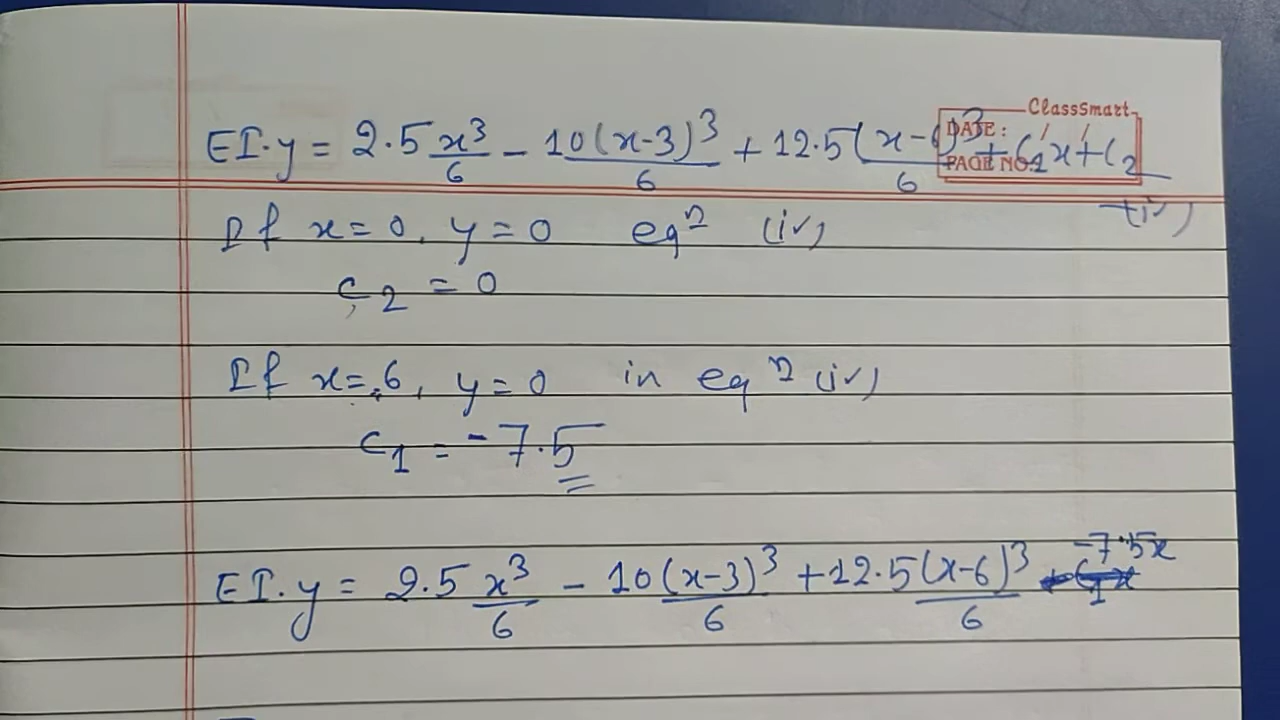 ClassSmart
DATE :
PAGE NO.:
EI.y = 2.5 x³/6 - 10(x-3)³/6 + 12.5(x-6)³/6 + C₁x + C₂
(iv)
If x=0, y=0 eqⁿ (iv)
C₂ = 0
If x=6, y=0 in eqⁿ (iv)
C₁ = -7.5
EI.y = 2.5 x³/6 - 10(x-3)³/6 + 12.5(x-6)³/6 -7.5x